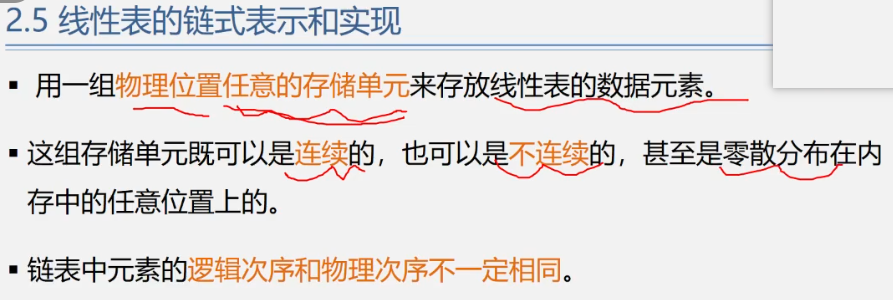 2.5 线性表的链式表示和实现
▪ 用一组物理位置任意的存储单元来存放线性表的数据元素。
▪ 这组存储单元既可以是连续的，也可以是不连续的，甚至是零散分布在内
存中的任意位置上的。
▪ 链表中元素的逻辑次序和物理次序不一定相同。